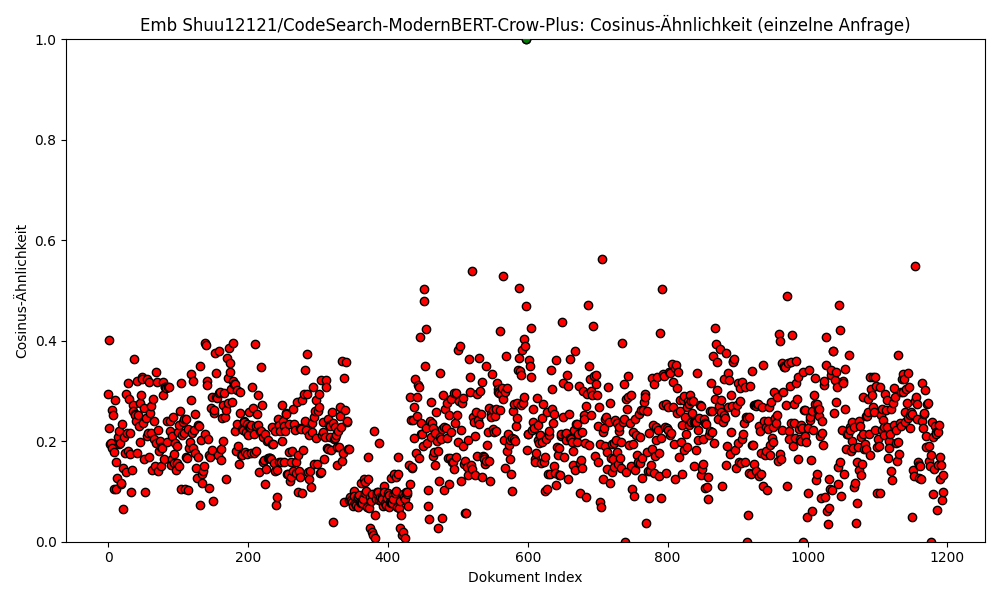 Emb Shuu12121/CodeSearch-ModernBERT-Crow-Plus: Cosinus-Ähnlichkeit (einzelne Anfrage)
1.0
0.8
0.6
0.4
0.2
0.0
Cosinus-Ähnlichkeit
0 200 400 600 800 1000 1200
Dokument Index